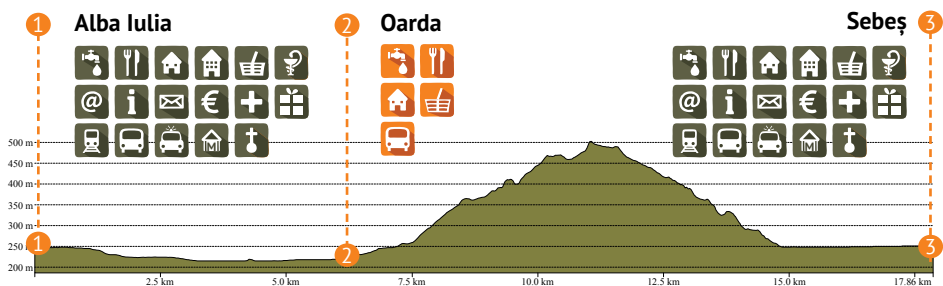 1 Alba Iulia 2 Oarda Sebeș 3
@ i € @ i €
M M
500 m
450 m
400 m
350 m
300 m
250 m
200 m
1 2 3
2.5 km 5.0 km 7.5 km 10.0 km 12.5 km 15.0 km 17.86 km